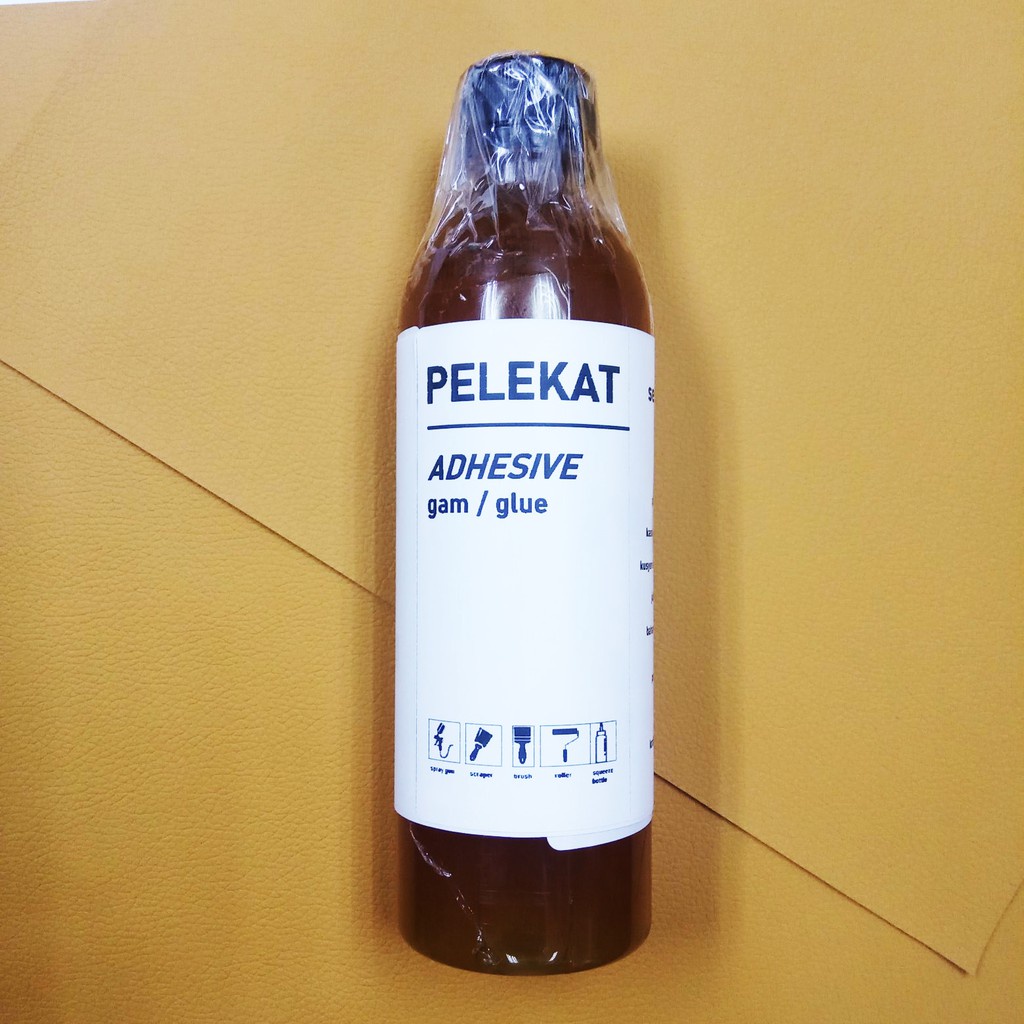 PELEKAT
ADHESIVE
gam / glue
spray gun
scraper
brush
roller
squeeze
bottle